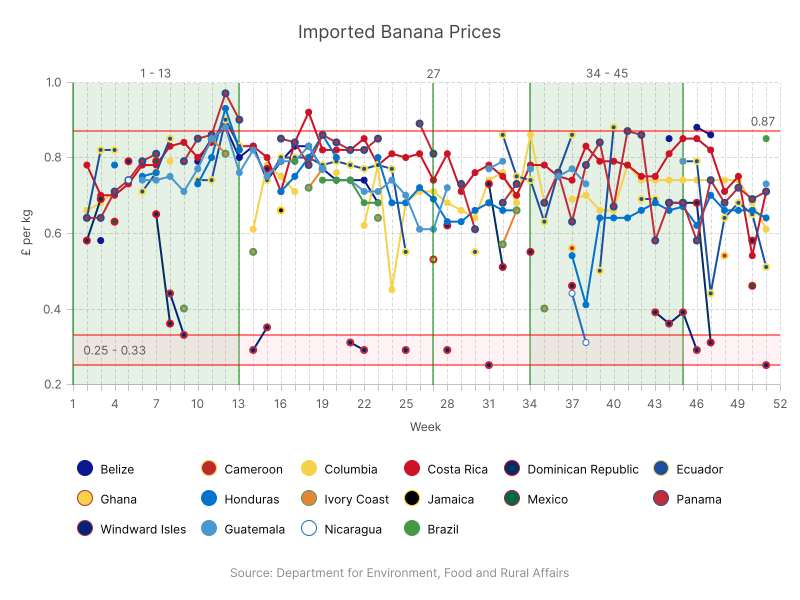 Imported Banana Prices
1 - 13 27 34 - 45
1.0
0.87
0.8
£ per kg
0.6
0.4
0.25 - 0.33
0.2
1 4 7 10 13 16 19 22 25 28 31 34 37 40 43 46 49 52
Week
Belize Cameroon Columbia Costa Rica Dominican Republic Ecuador
Ghana Honduras Ivory Coast Jamaica Mexico Panama
Windward Isles Guatemala Nicaragua Brazil
Source: Department for Environment, Food and Rural Affairs